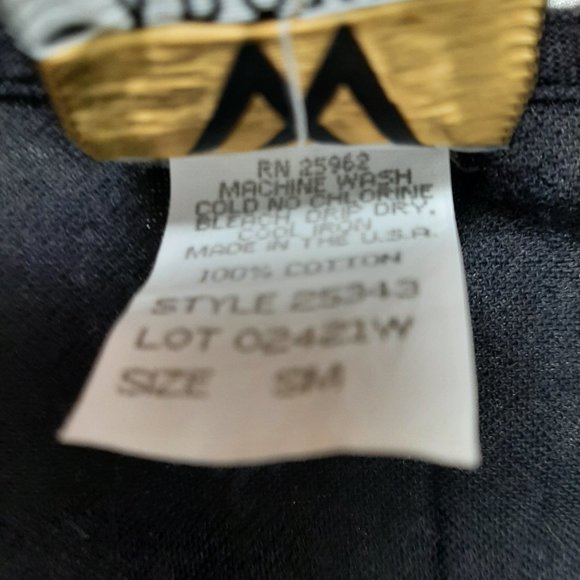 RN 25962
MACHINE WASH
COLD NO CHLORINE
BLEACH. DRIP DRY.
COOL IRON
MADE IN THE U.S.A.
100% COTTON
STYLE 25343
LOT 02421W
SIZE SM